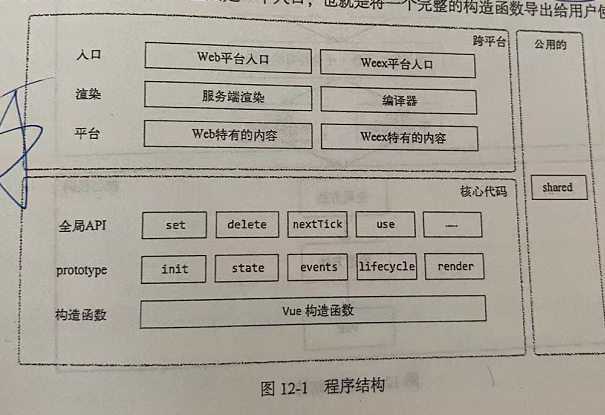 也就是将一个完整的构造函数导出给用户使
跨平台
公用的
入口 Web平台入口 Weex平台入口
渲染 服务端渲染 编译器
平台 Web特有的内容 Weex特有的内容
核心代码
shared
全局API set delete nextTick use ……
prototype init state events lifecycle render
构造函数 Vue 构造函数
图 12-1 程序结构